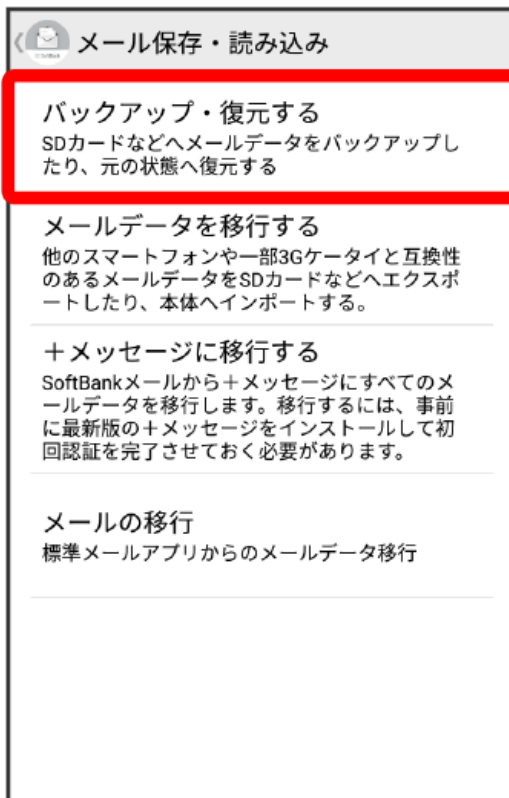 メール保存・読み込み
バックアップ・復元する
SDカードなどへメールデータをバックアップし
たり、元の状態へ復元する
メールデータを移行する
他のスマートフォンや一部3Gケータイと互換性
のあるメールデータをSDカードなどへエクスポ
ートしたり、本体へインポートする。
＋メッセージに移行する
SoftBankメールから＋メッセージにすべてのメ
ールデータを移行します。移行するには、事前
に最新版の＋メッセージをインストールして初
回認証を完了させておく必要があります。
メールの移行
標準メールアプリからのメールデータ移行